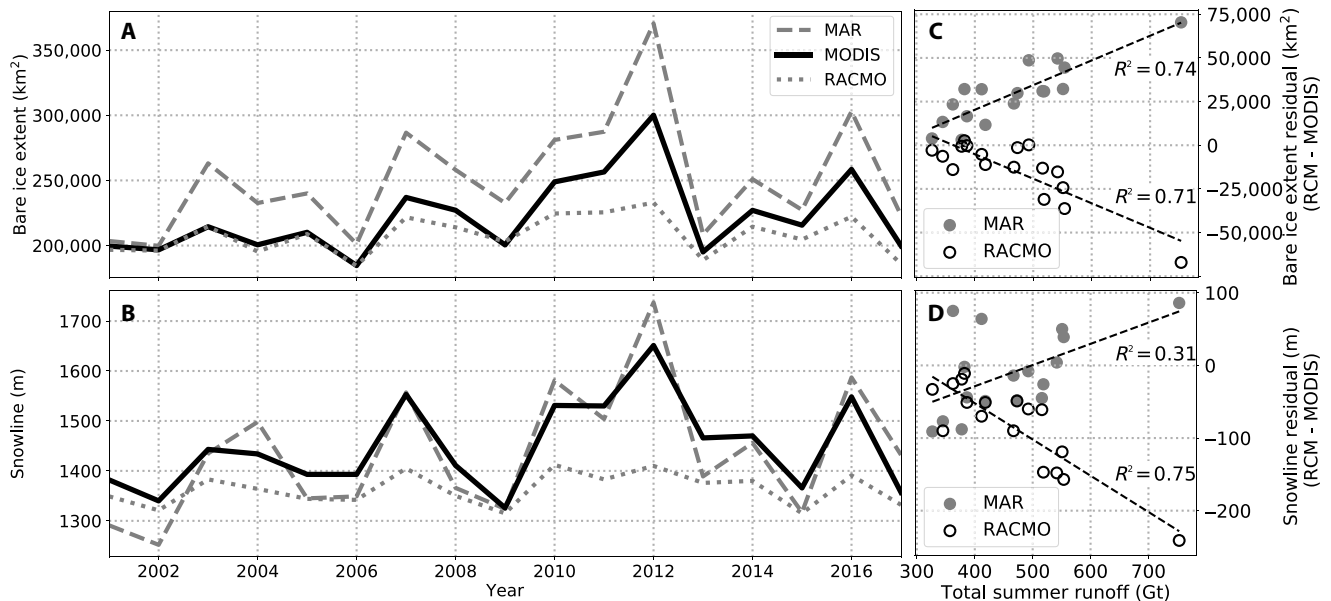 A
Bare ice extent (km²)
350,000
300,000
250,000
200,000
MAR
MODIS
RACMO
B
Snowline (m)
1700
1600
1500
1400
1300
2002
2004
2006
2008
2010
2012
2014
2016
Year
C
R² = 0.74
R² = 0.71
MAR
RACMO
75,000
50,000
25,000
0
−25,000
−50,000
Bare ice extent residual (km²)
(RCM - MODIS)
D
R² = 0.31
R² = 0.75
MAR
RACMO
100
0
−100
−200
Snowline residual (m)
(RCM - MODIS)
300
400
500
600
700
Total summer runoff (Gt)